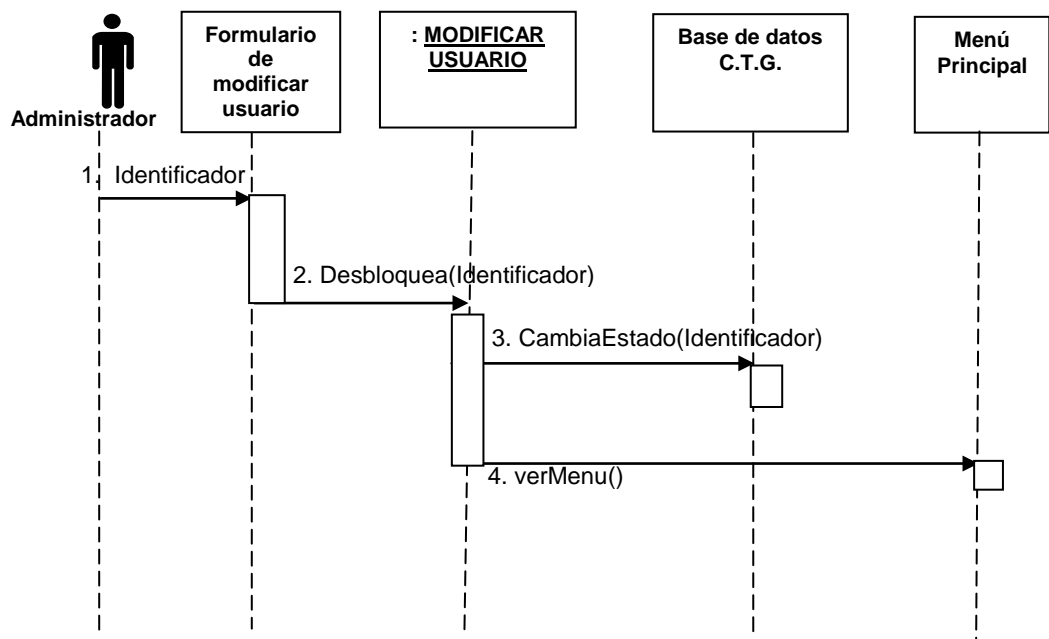 Administrador
Formulario
de
modificar
usuario
: MODIFICAR
USUARIO
Base de datos
C.T.G.
Menú
Principal
1. Identificador
2. Desbloquea(Identificador)
3. CambiaEstado(Identificador)
4. verMenu()